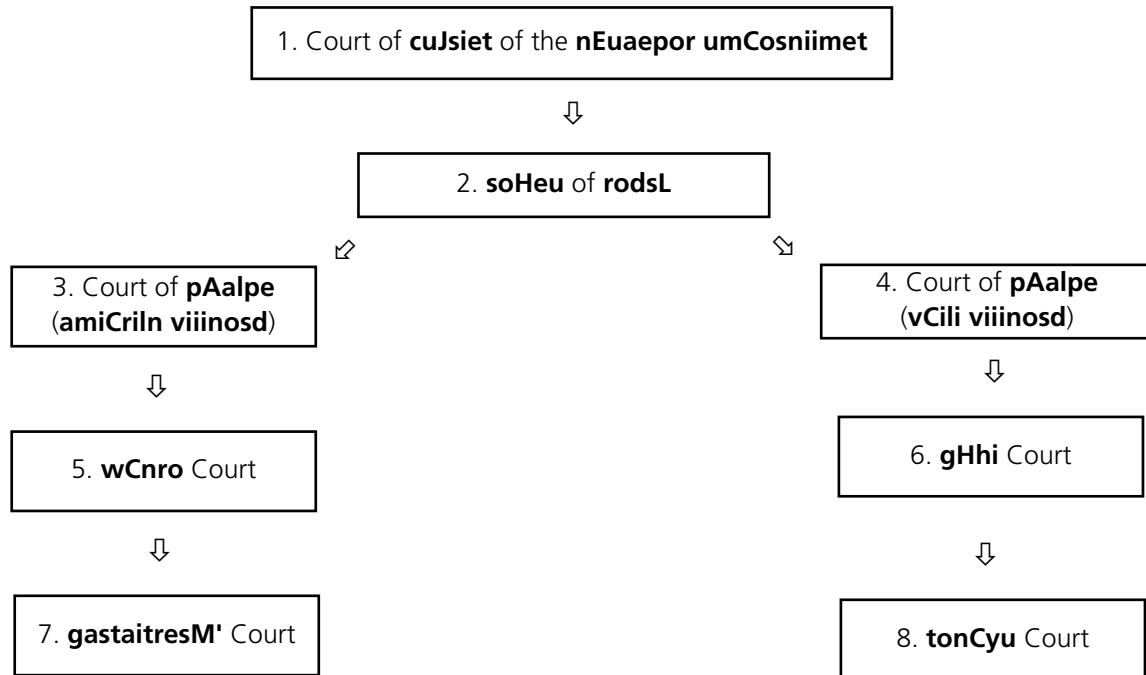 1. Court of cuJsiet of the nEuaepor umCosniimet
2. soHeu of rodsL
3. Court of pAalpe
(amiCriln viiinosd)
4. Court of pAalpe
(vCili viiinosd)
5. wCnro Court
6. gHhi Court
7. gastaitresM' Court
8. tonCyu Court